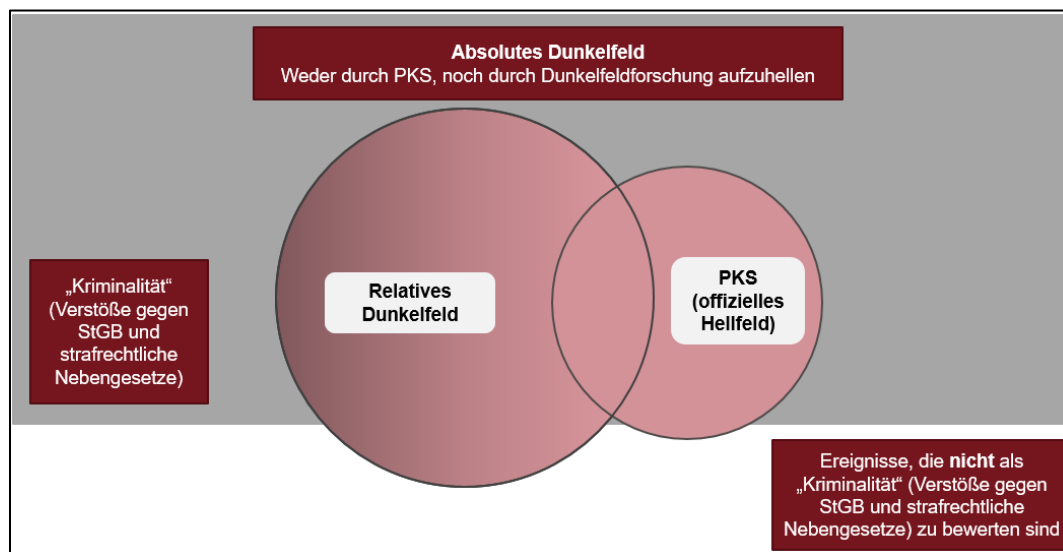 Absolutes Dunkelfeld
Weder durch PKS, noch durch Dunkelfeldforschung aufzuhellen
„Kriminalität“
(Verstöße gegen
StGB und
strafrechtliche
Nebengesetze)
Relatives
Dunkelfeld
PKS
(offizielles
Hellfeld)
Ereignisse, die nicht als
„Kriminalität“ (Verstöße gegen
StGB und strafrechtliche
Nebengesetze) zu bewerten sind